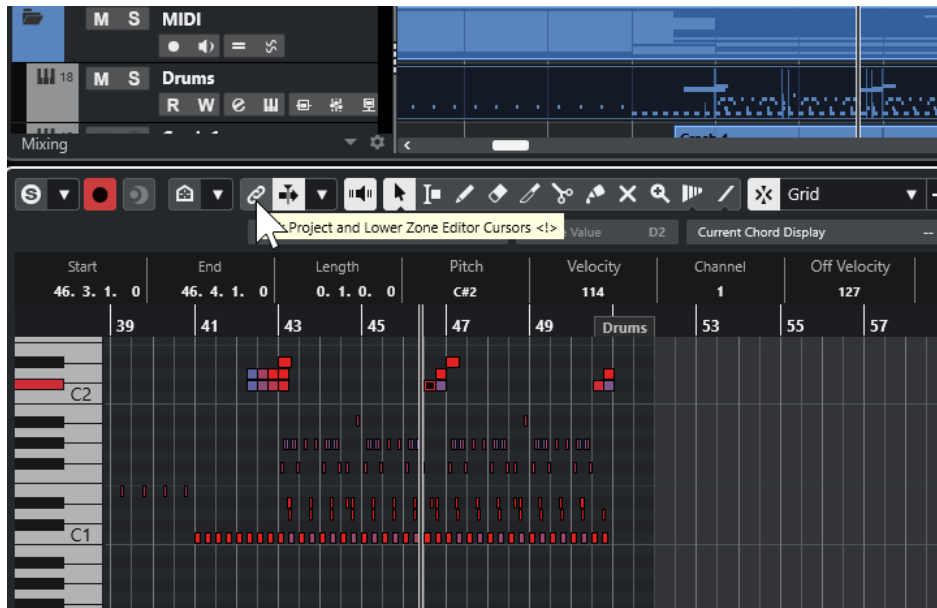 M S MIDI
18 M S Drums
R W e
Mixing
Project and Lower Zone Editor Cursors <!>
Value D2 Current Chord Display --
Grid
Start End Length Pitch Velocity Channel Off Velocity
46. 3. 1. 0 46. 4. 1. 0 0. 1. 0. 0 C#2 114 1 127
39 41 43 45 47 49 Drums 53 55 57
C2
C1